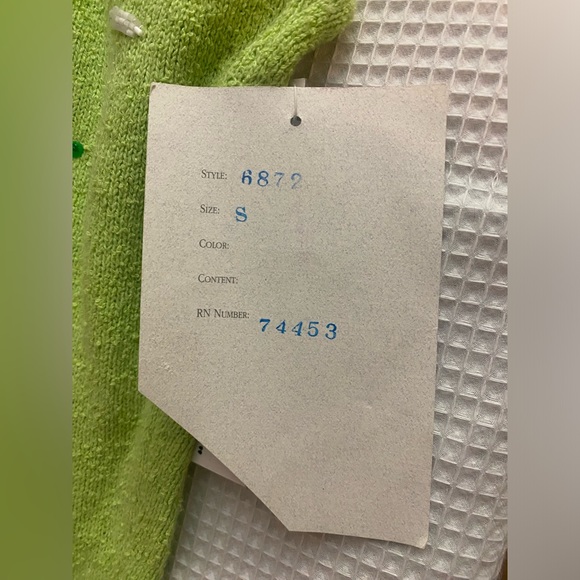 STYLE: 6872
SIZE: S
COLOR:
CONTENT:
RN NUMBER: 74453